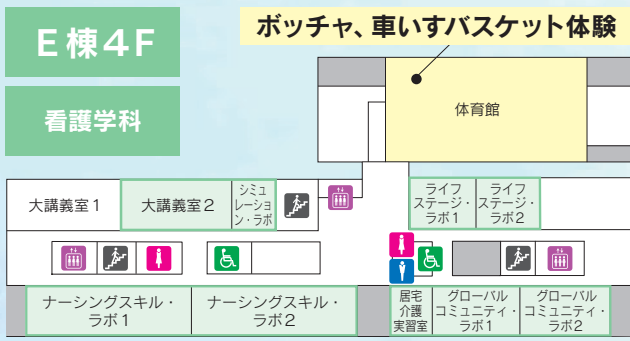 E棟4F
ボッチャ、車いすバスケット体験
看護学科
体育館
大講義室1
大講義室2
シミュ
レーショ
ン・ラボ
ライフ
ステージ・
ラボ1
ライフ
ステージ・
ラボ2
ナーシングスキル・
ラボ1
ナーシングスキル・
ラボ2
居宅
介護
実習室
グローバル
コミュニティ・
ラボ1
グローバル
コミュニティ・
ラボ2